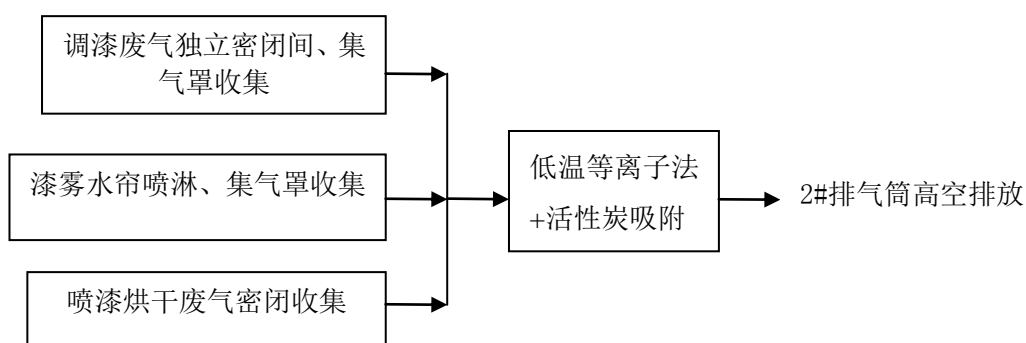 调漆废气独立密闭间、集
气罩收集
漆雾水帘喷淋、集气罩收集
喷漆烘干废气密闭收集
低温等离子法
+活性炭吸附
2#排气筒高空排放